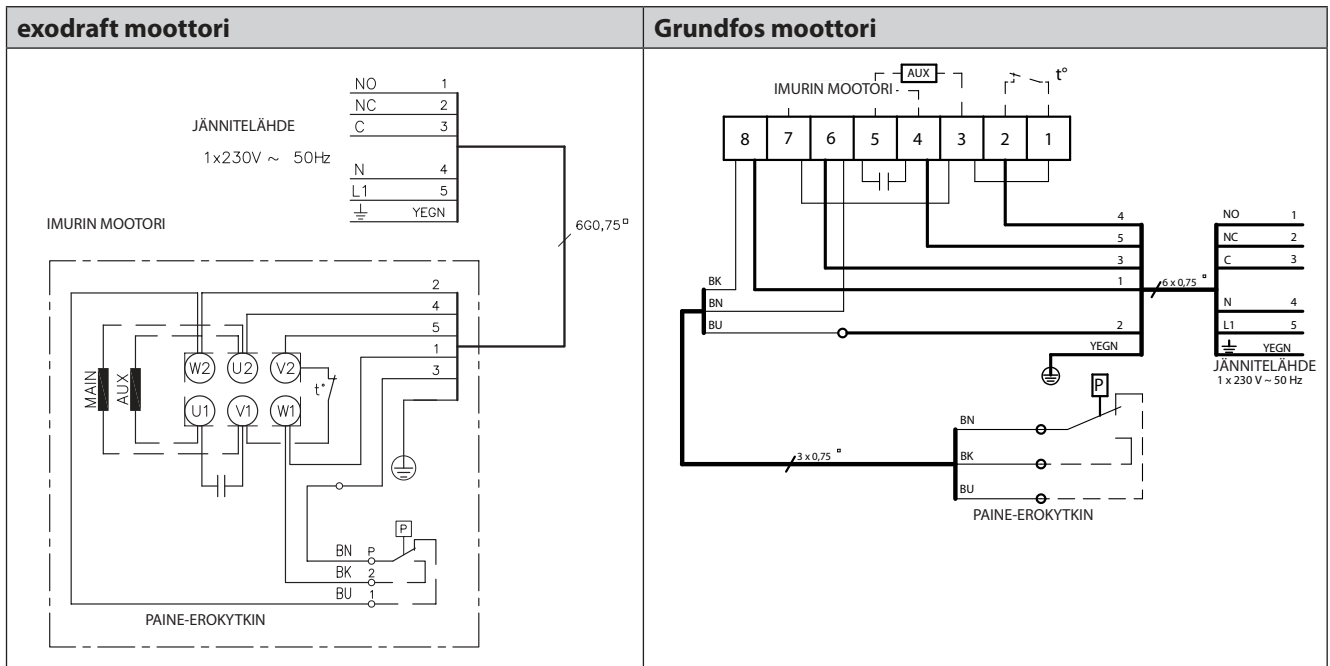 exodraft moottori
NO 1
NC 2
C 3
JÄNNITELÄHDE
1x230V ~ 50Hz
N 4
L1 5
YEGN
IMURIN MOOTORI
6G0,75
2
4
5
1
3
MAIN
AUX
W2 U2 V2
t°
U1 V1 W1
P
BN P
BK 2
BU 1
PAINE-EROKYTKIN
Grundfos moottori
AUX
t°
IMURIN MOOTORI
8 7 6 5 4 3 2 1
4
5
3
1
2
YEGN
BK
BN
BU
6 x 0,75
NO 1
NC 2
C 3
N 4
L1 5
YEGN
JÄNNITELÄHDE
1 x 230 V ~ 50 Hz
P
3 x 0,75
BN
BK
BU
PAINE-EROKYTKIN